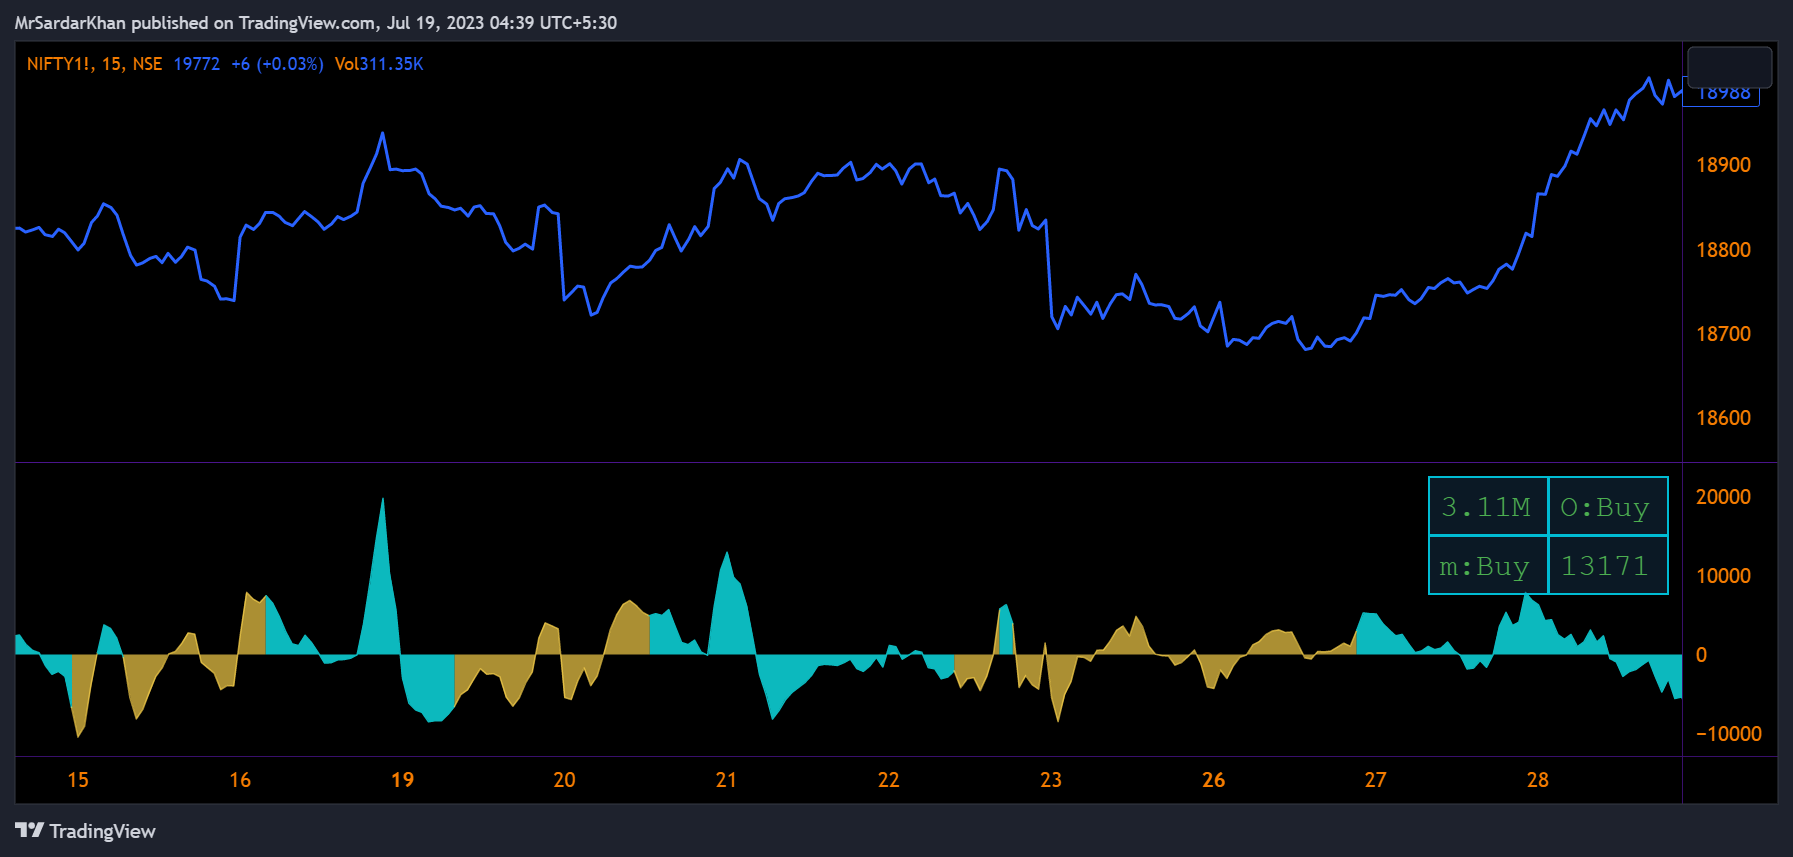 MrSardarKhan published on TradingView.com, Jul 19, 2023 04:39 UTC+5:30
NIFTY1!, 15, NSE 19772 +6 (+0.03%) Vol311.35K
18988
18900
18800
18700
18600
3.11M O:Buy
m:Buy 13171
20000
10000
0
−10000
15 16 19 20 21 22 23 26 27 28
TradingView